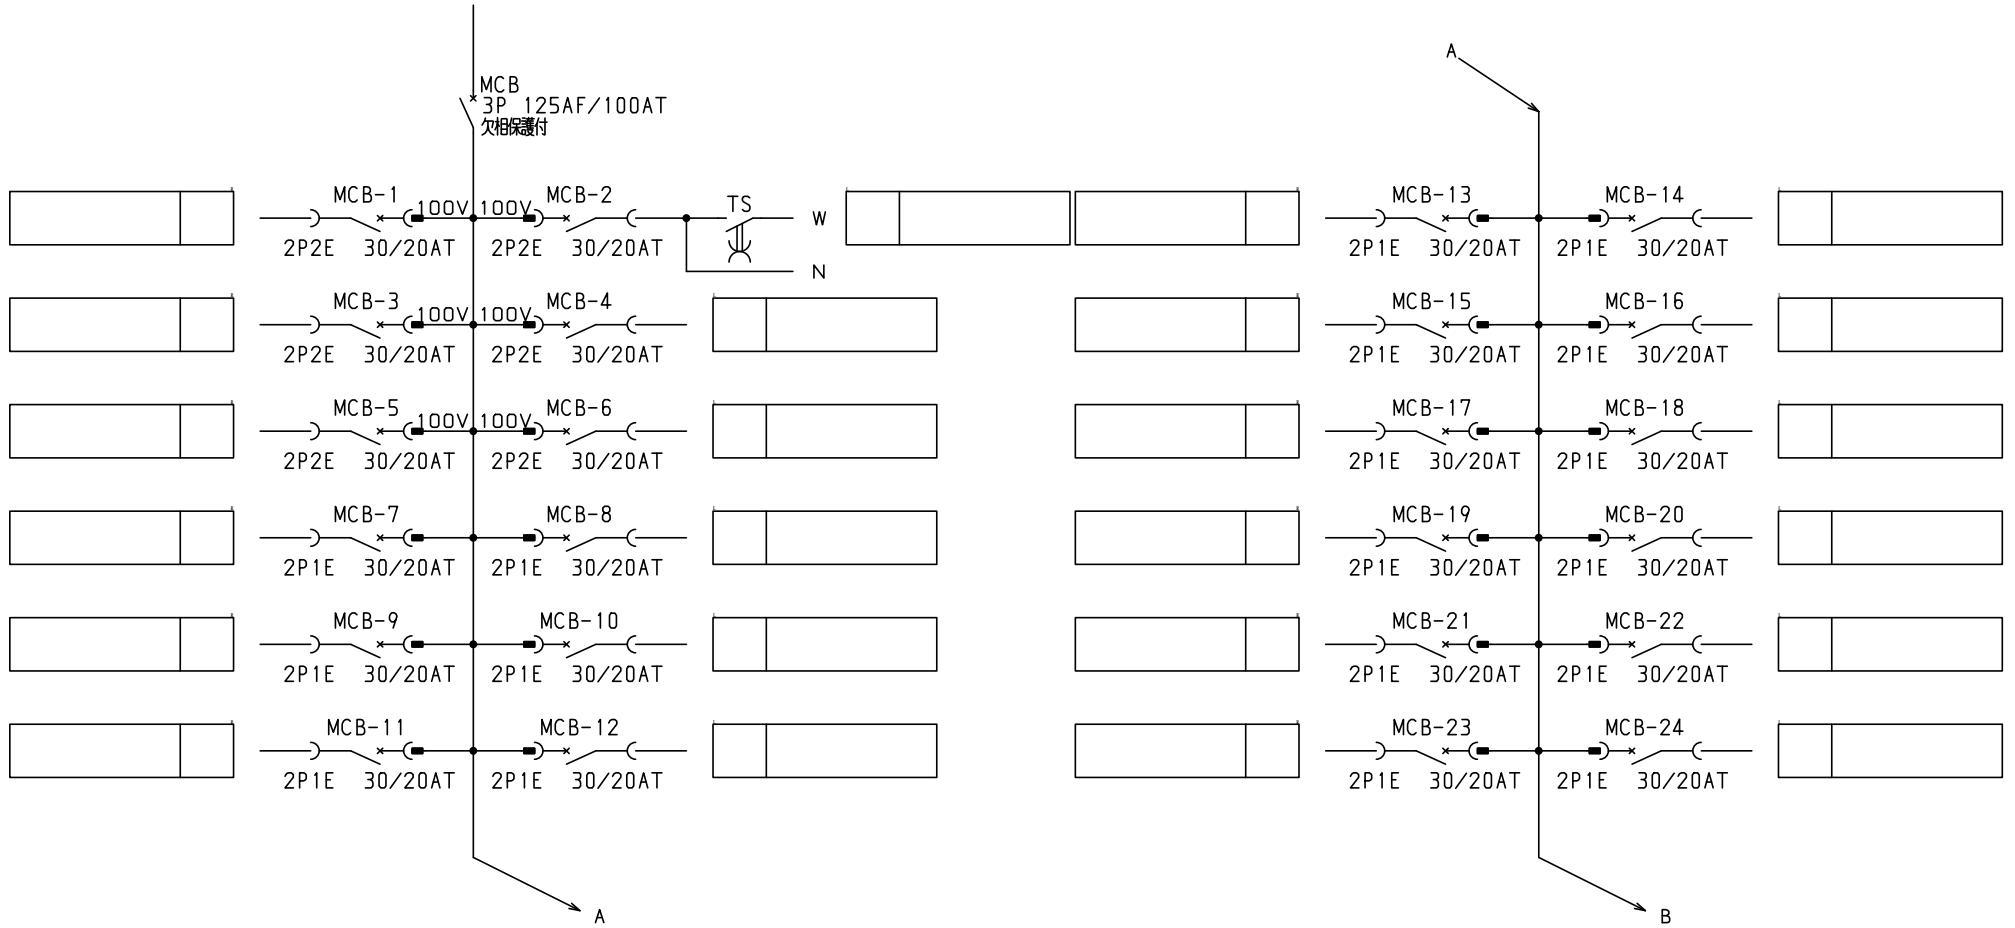 MCB
3P 125AF/100AT
欠相保護付
MCB-1 100V 100V MCB-2 TS W
2P2E 30/20AT 2P2E 30/20AT N
MCB-3 100V 100V MCB-4
2P2E 30/20AT 2P2E 30/20AT
MCB-5 100V 100V MCB-6
2P2E 30/20AT 2P2E 30/20AT
MCB-7 MCB-8
2P1E 30/20AT 2P1E 30/20AT
MCB-9 MCB-10
2P1E 30/20AT 2P1E 30/20AT
MCB-11 MCB-12
2P1E 30/20AT 2P1E 30/20AT
A
A
MCB-13 MCB-14
2P1E 30/20AT 2P1E 30/20AT
MCB-15 MCB-16
2P1E 30/20AT 2P1E 30/20AT
MCB-17 MCB-18
2P1E 30/20AT 2P1E 30/20AT
MCB-19 MCB-20
2P1E 30/20AT 2P1E 30/20AT
MCB-21 MCB-22
2P1E 30/20AT 2P1E 30/20AT
MCB-23 MCB-24
2P1E 30/20AT 2P1E 30/20AT
B